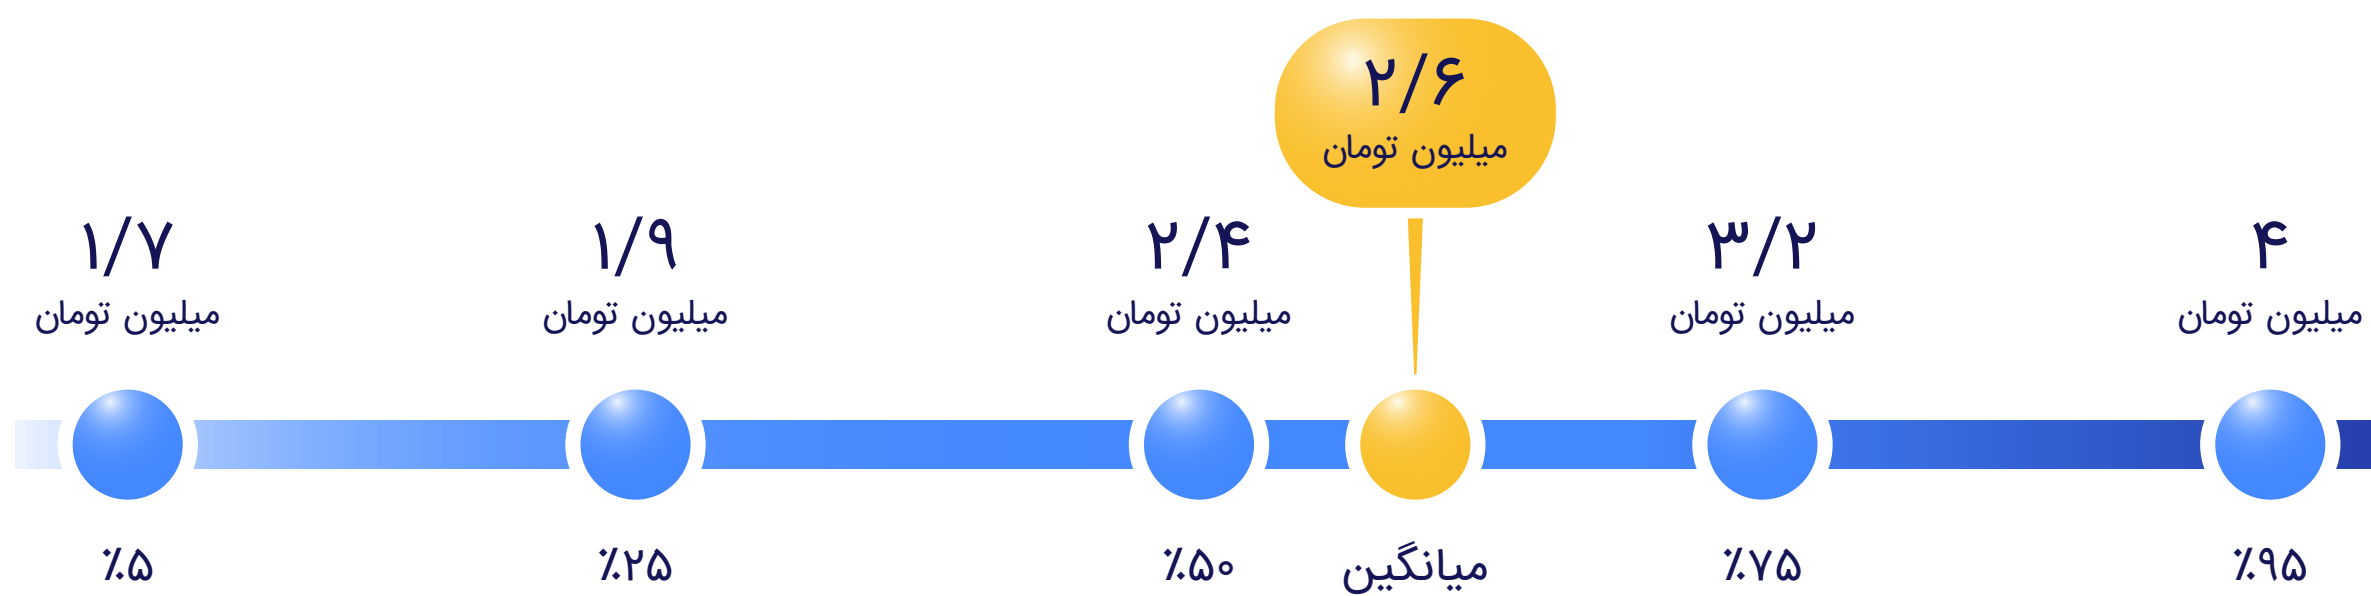 ۲/۶
میلیون تومان
۱/۷
میلیون تومان
۱/۹
میلیون تومان
۲/۴
میلیون تومان
۳/۲
میلیون تومان
۴
میلیون تومان
٪۵
٪۲۵
٪۵۰
میانگین
٪۷۵
٪۹۵